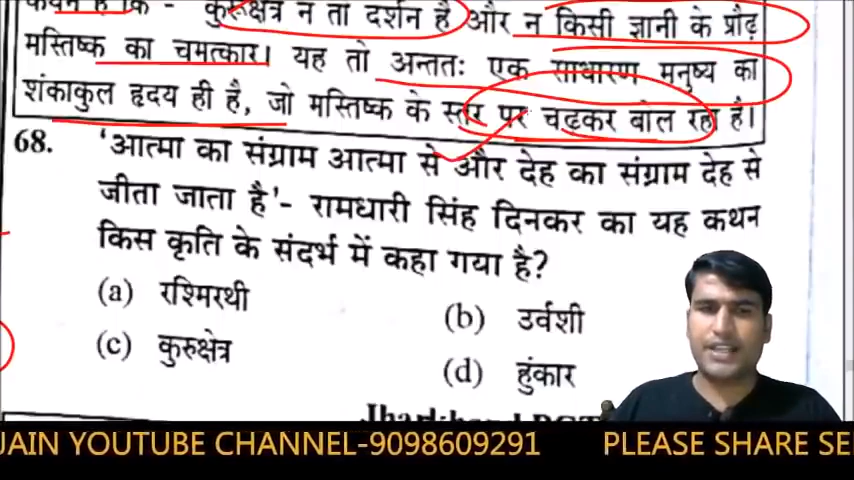 कुरूक्षेत्र न तो दर्शन है और न किसी ज्ञानी के प्रौढ़
मस्तिष्क का चमत्कार। यह तो अन्ततः एक साधारण मनुष्य का
शंकाकुल हृदय ही है, जो मस्तिष्क के स्तर पर चढ़कर बोल रहा है।
68. 'आत्मा का संग्राम आत्मा से और देह का संग्राम देह से
जीता जाता है'- रामधारी सिंह दिनकर का यह कथन
किस कृति के संदर्भ में कहा गया है?
(a) रश्मिरथी (b) उर्वशी
(c) कुरुक्षेत्र (d) हुंकार
JAIN YOUTUBE CHANNEL-9098609291 PLEASE SHARE SE